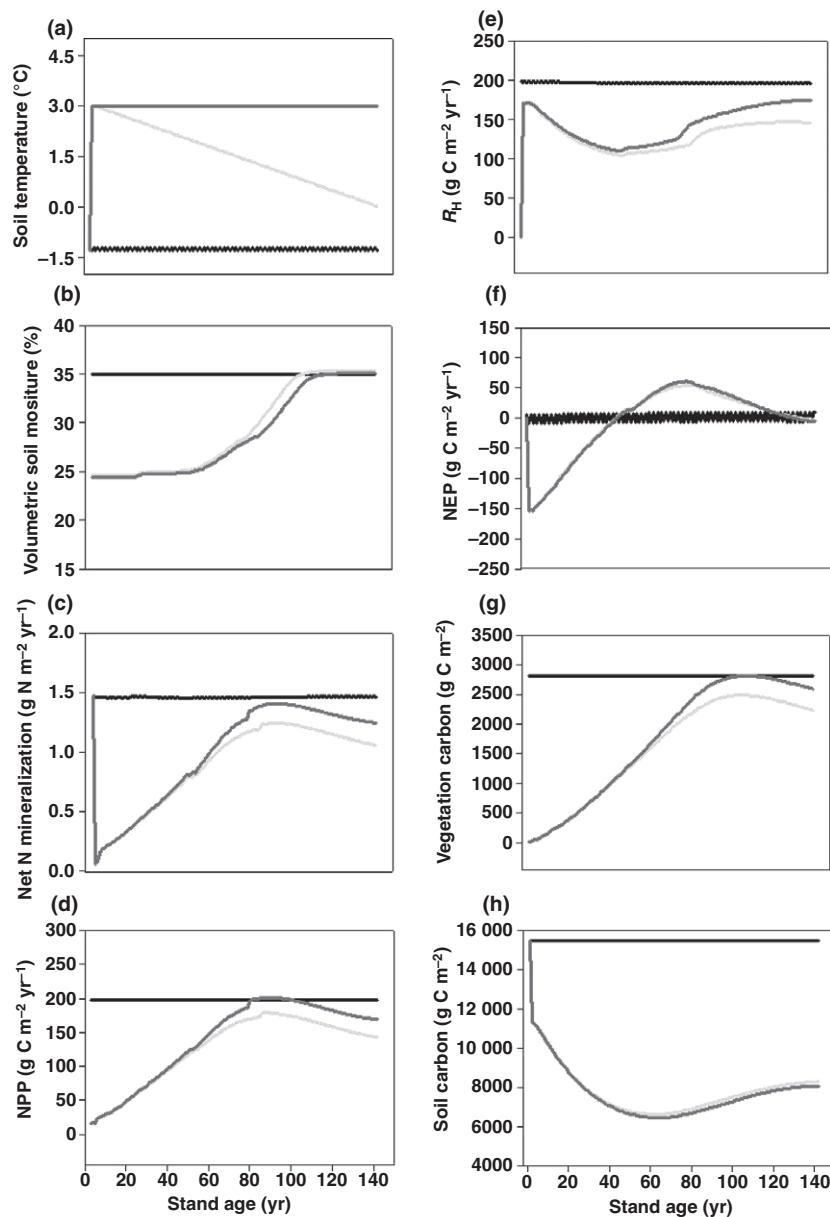 (a)
Soil temperature (°C)
4.5
3.0
1.5
0.0
−1.5
(b)
Volumetric soil mositure (%)
40
35
30
25
20
15
(c)
Net N mineralization (g N m−2 yr−1)
2.0
1.5
1.0
0.5
0.0
(d)
NPP (g C m−2 yr−1)
300
250
200
150
100
50
0
0 20 40 60 80 100 120 140
Stand age (yr)
(e)
RH (g C m−2 yr−1)
250
200
150
100
50
0
(f)
NEP (g C m−2 yr−1)
150
100
50
0
−50
−100
−150
−200
−250
(g)
Vegetation carbon (g C m−2)
3500
3000
2500
2000
1500
1000
500
0
(h)
Soil carbon (g C m−2)
16 000
14 000
12 000
10 000
8000
6000
4000
0 20 40 60 80 100 120 140
Stand age (yr)